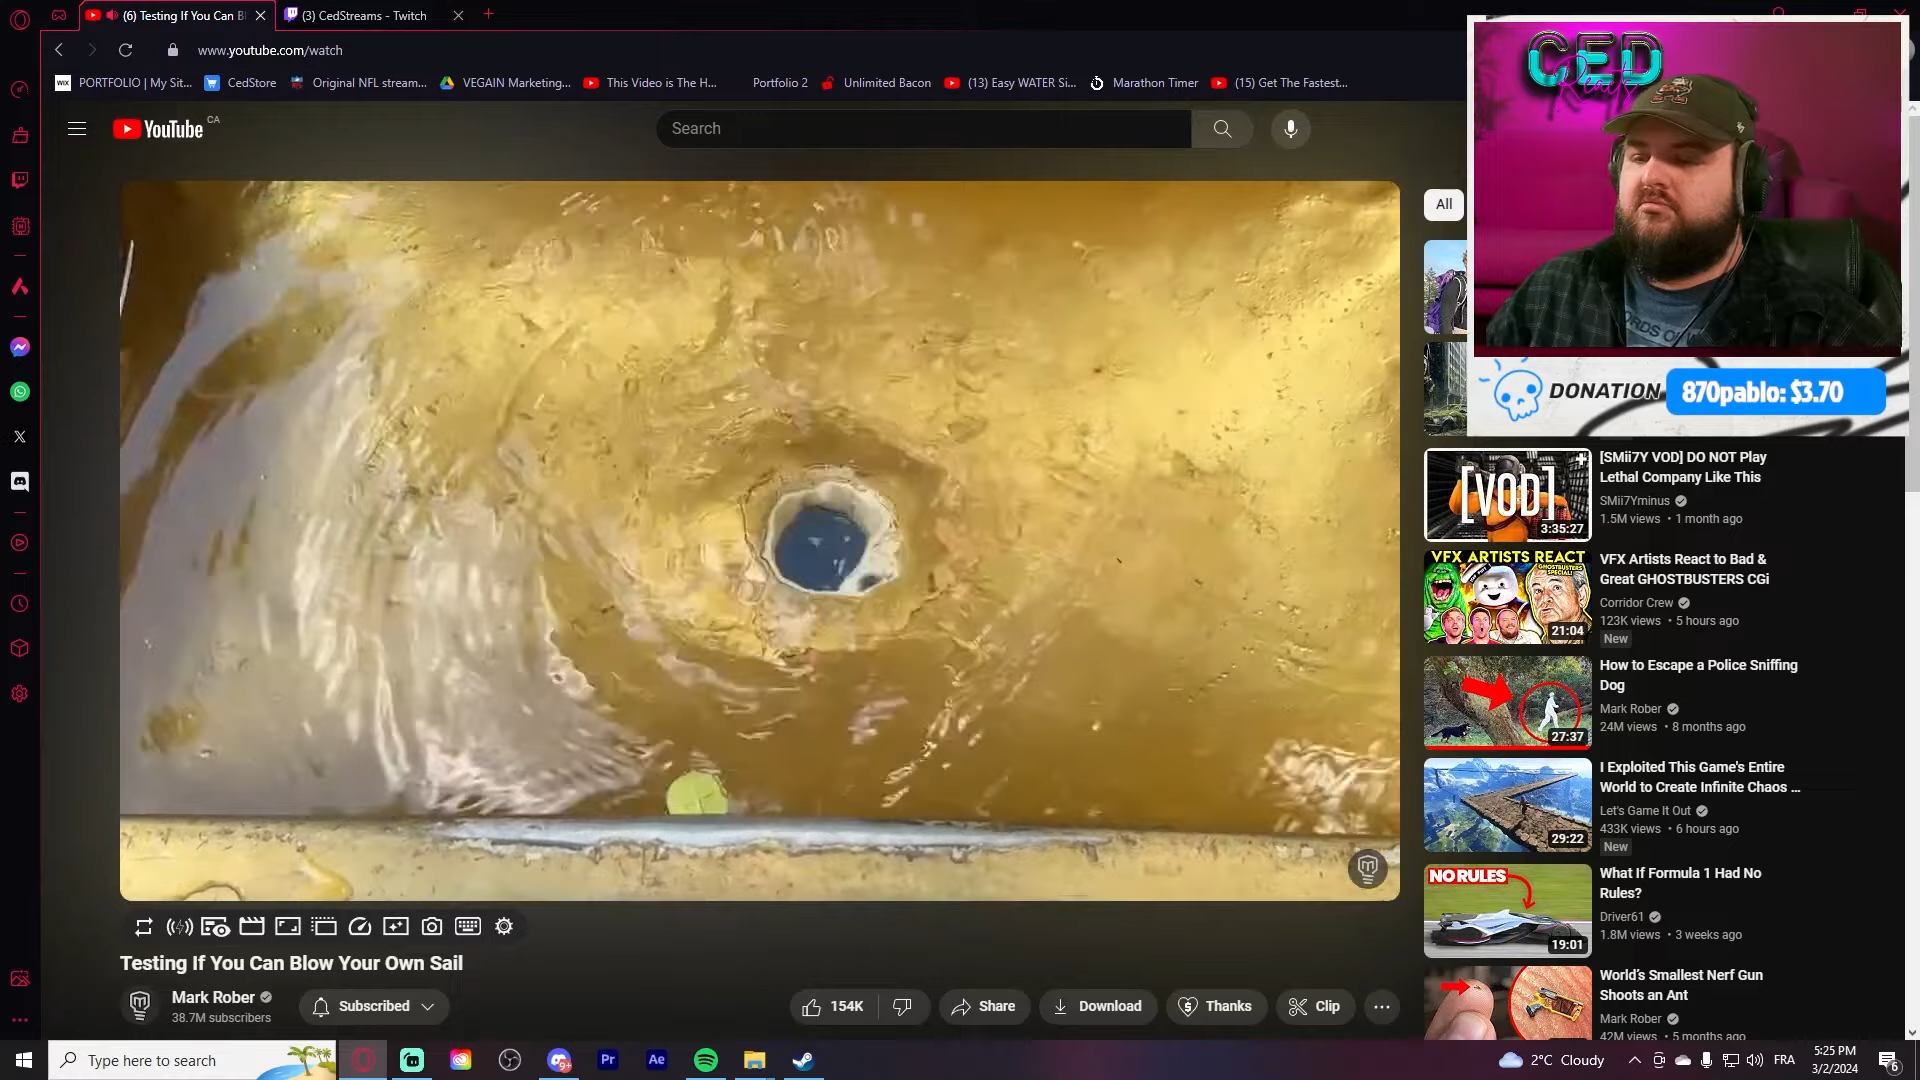 (6) Testing If You Can Bl
(3) CedStreams - Twitch
www.youtube.com/watch
WIX PORTFOLIO | My Sit...
CedStore
Original NFL stream...
VEGAIN Marketing...
This Video is The H...
Portfolio 2
Unlimited Bacon
(13) Easy WATER Si...
Marathon Timer
(15) Get The Fastest...
YouTube CA
Search
All
CED
Reacts
DONATION 870pablo: $3.70
[VOD]
3:35:27
[SMii7Y VOD] DO NOT Play
Lethal Company Like This
SMii7Yminus
1.5M views • 1 month ago
VFX ARTISTS REACT
GHOSTBUSTERS
SPECIAL!
21:04
VFX Artists React to Bad &
Great GHOSTBUSTERS CGi
Corridor Crew
123K views • 5 hours ago
New
27:37
How to Escape a Police Sniffing
Dog
Mark Rober
24M views • 8 months ago
29:22
I Exploited This Game's Entire
World to Create Infinite Chaos ...
Let's Game It Out
433K views • 6 hours ago
New
NO RULES
19:01
What If Formula 1 Had No
Rules?
Driver61
1.8M views • 3 weeks ago
World's Smallest Nerf Gun
Shoots an Ant
Mark Rober
42M views • 5 months ago
Testing If You Can Blow Your Own Sail
Mark Rober
38.7M subscribers
Subscribed
154K
Share
Download
Thanks
Clip
Type here to search
9+
Pr
Ae
2°C Cloudy
FRA
5:25 PM
3/2/2024
6